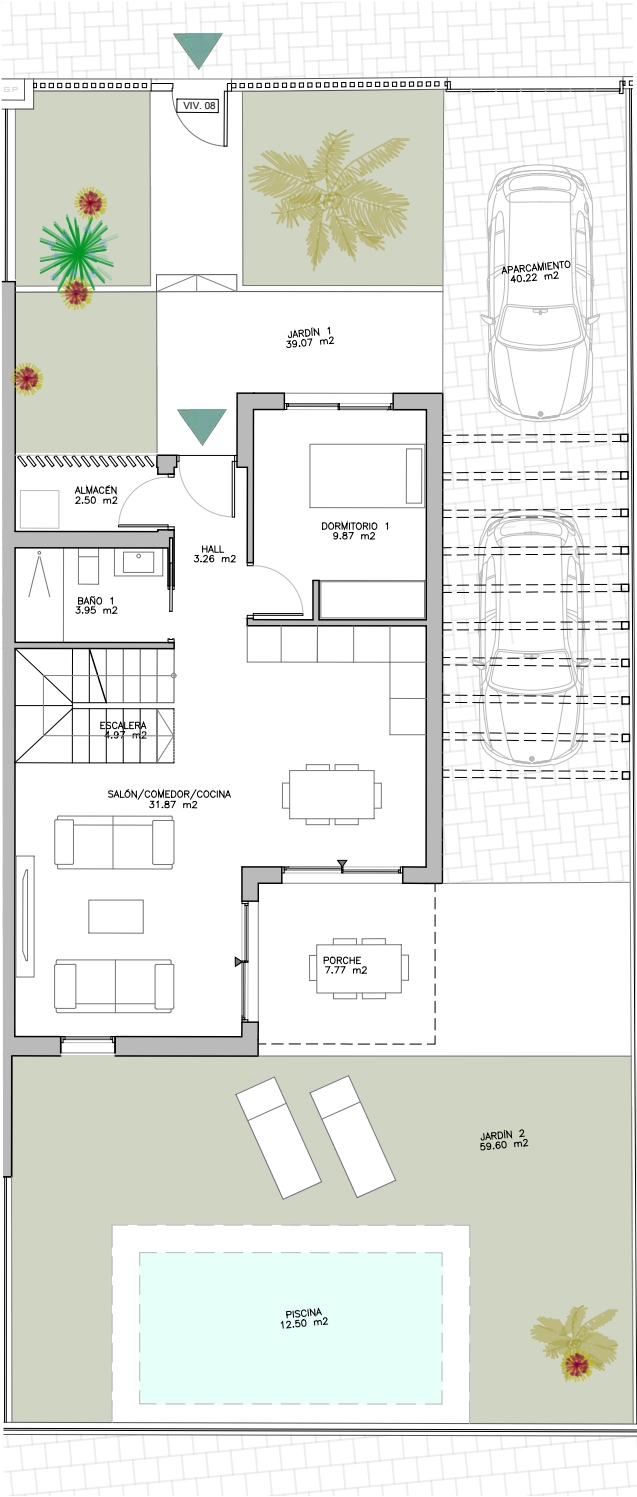 GP
VIV. 08
APARCAMIENTO
40.22 m2
JARDÍN 1
39.07 m2
ALMACÉN
2.50 m2
DORMITORIO 1
9.87 m2
HALL
3.26 m2
BAÑO 1
3.95 m2
ESCALERA
4.97 m2
SALÓN/COMEDOR/COCINA
31.87 m2
PORCHE
7.77 m2
JARDÍN 2
59.60 m2
PISCINA
12.50 m2